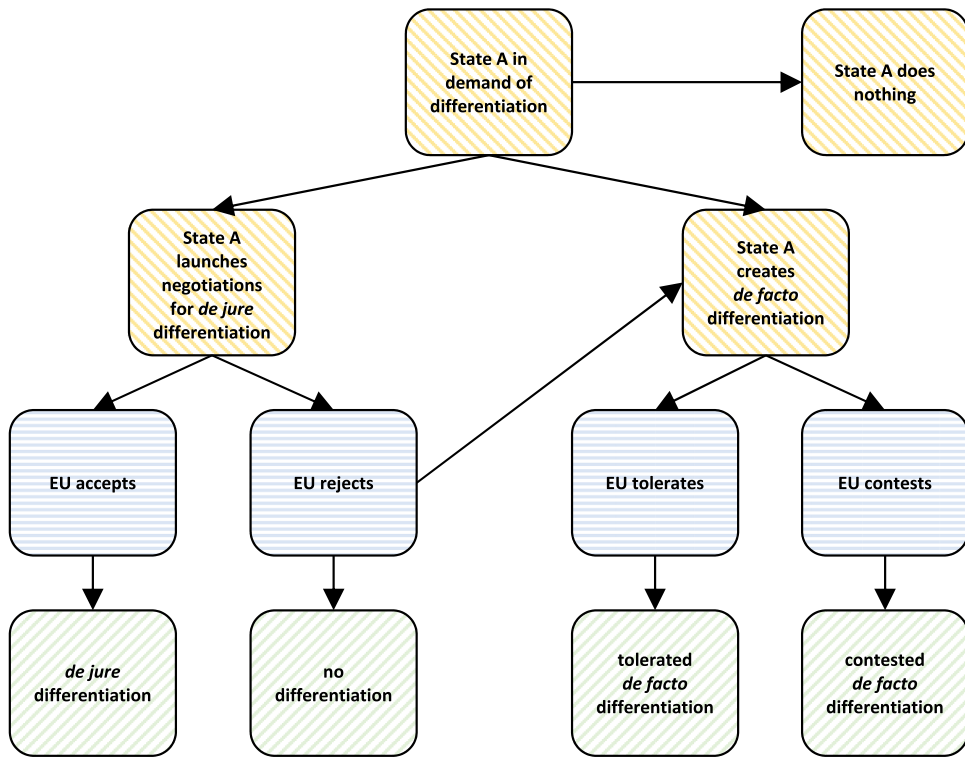 State A in
demand of
differentiation
State A does
nothing
State A
launches
negotiations
for de jure
differentiation
State A
creates
de facto
differentiation
EU accepts
EU rejects
EU tolerates
EU contests
de jure
differentiation
no
differentiation
tolerated
de facto
differentiation
contested
de facto
differentiation